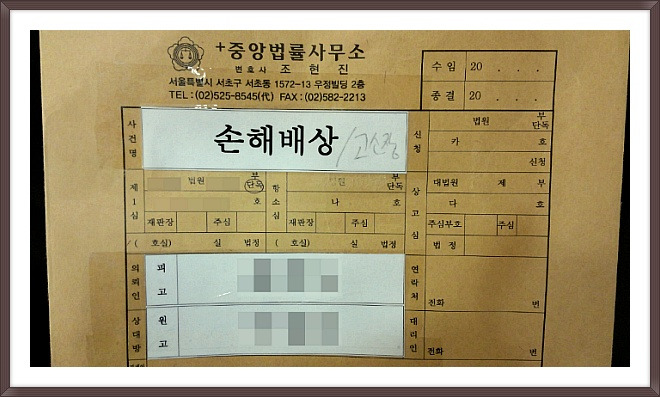 +중앙법률사무소
변호사 조현진
서울특별시 서초구 서초동 1572-13 우정빌딩 2층
TEL:(02)525-8545(代) FAX:(02)582-2213
수임 20 . . .
종결 20 . . .
사건명
손해배상 /고소장
신청
법원 부 단독
카 호
신청
제1심
법원 부 단독
호
재판장 주심
/ ( 호실) 실 법정
항소심
부 단독
나 호
재판장 주심
( 호실) 실 법정
상고심
대법원 제 부
다 호
주심부호 주심
법정
의뢰인
피고
연락처
전화 번
상대방
원고
대리인
전화 번